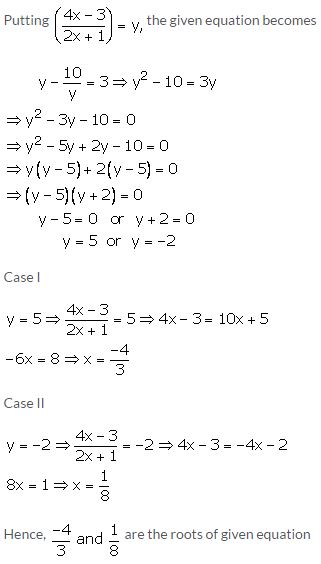 Putting (4x − 3 / 2x + 1) = y, the given equation becomes
y − 10/y = 3 ⇒ y² − 10 = 3y
⇒ y² − 3y − 10 = 0
⇒ y² − 5y + 2y − 10 = 0
⇒ y(y − 5) + 2(y − 5) = 0
⇒ (y − 5)(y + 2) = 0
y − 5 = 0 or y + 2 = 0
y = 5 or y = −2
Case I
y = 5 ⇒ 4x − 3 / 2x + 1 = 5 ⇒ 4x − 3 = 10x + 5
−6x = 8 ⇒ x = −4/3
Case II
y = −2 ⇒ 4x − 3 / 2x + 1 = −2 ⇒ 4x − 3 = −4x − 2
8x = 1 ⇒ x = 1/8
Hence, −4/3 and 1/8 are the roots of given equation